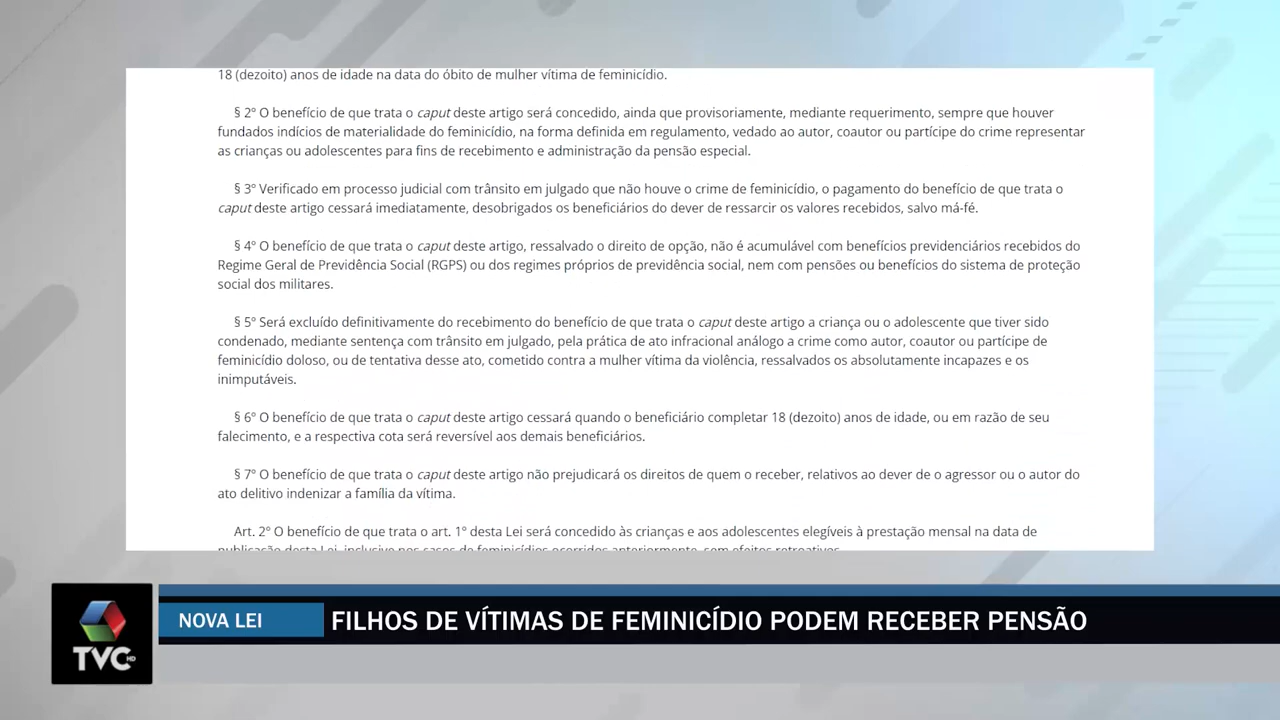 18 (dezoito) anos de idade na data do óbito de mulher vítima de feminicídio.
§ 2º O benefício de que trata o caput deste artigo será concedido, ainda que provisoriamente, mediante requerimento, sempre que houver
fundados indícios de materialidade do feminicídio, na forma definida em regulamento, vedado ao autor, coautor ou partícipe do crime representar
as crianças ou adolescentes para fins de recebimento e administração da pensão especial.
§ 3º Verificado em processo judicial com trânsito em julgado que não houve o crime de feminicídio, o pagamento do benefício de que trata o
caput deste artigo cessará imediatamente, desobrigados os beneficiários do dever de ressarcir os valores recebidos, salvo má-fé.
§ 4º O benefício de que trata o caput deste artigo, ressalvado o direito de opção, não é acumulável com benefícios previdenciários recebidos do
Regime Geral de Previdência Social (RGPS) ou dos regimes próprios de previdência social, nem com pensões ou benefícios do sistema de proteção
social dos militares.
§ 5º Será excluído definitivamente do recebimento do benefício de que trata o caput deste artigo a criança ou o adolescente que tiver sido
condenado, mediante sentença com trânsito em julgado, pela prática de ato infracional análogo a crime como autor, coautor ou partícipe de
feminicídio doloso, ou de tentativa desse ato, cometido contra a mulher vítima da violência, ressalvados os absolutamente incapazes e os
inimputáveis.
§ 6º O benefício de que trata o caput deste artigo cessará quando o beneficiário completar 18 (dezoito) anos de idade, ou em razão de seu
falecimento, e a respectiva cota será reversível aos demais beneficiários.
§ 7º O benefício de que trata o caput deste artigo não prejudicará os direitos de quem o receber, relativos ao dever de o agressor ou o autor do
ato delitivo indenizar a família da vítima.
Art. 2º O benefício de que trata o art. 1º desta Lei será concedido às crianças e aos adolescentes elegíveis à prestação mensal na data de
publicação desta Lei, inclusive nos casos de feminicídios ocorridos anteriormente, sem efeitos retroativos.
NOVA LEI
FILHOS DE VÍTIMAS DE FEMINICÍDIO PODEM RECEBER PENSÃO
TVC HD